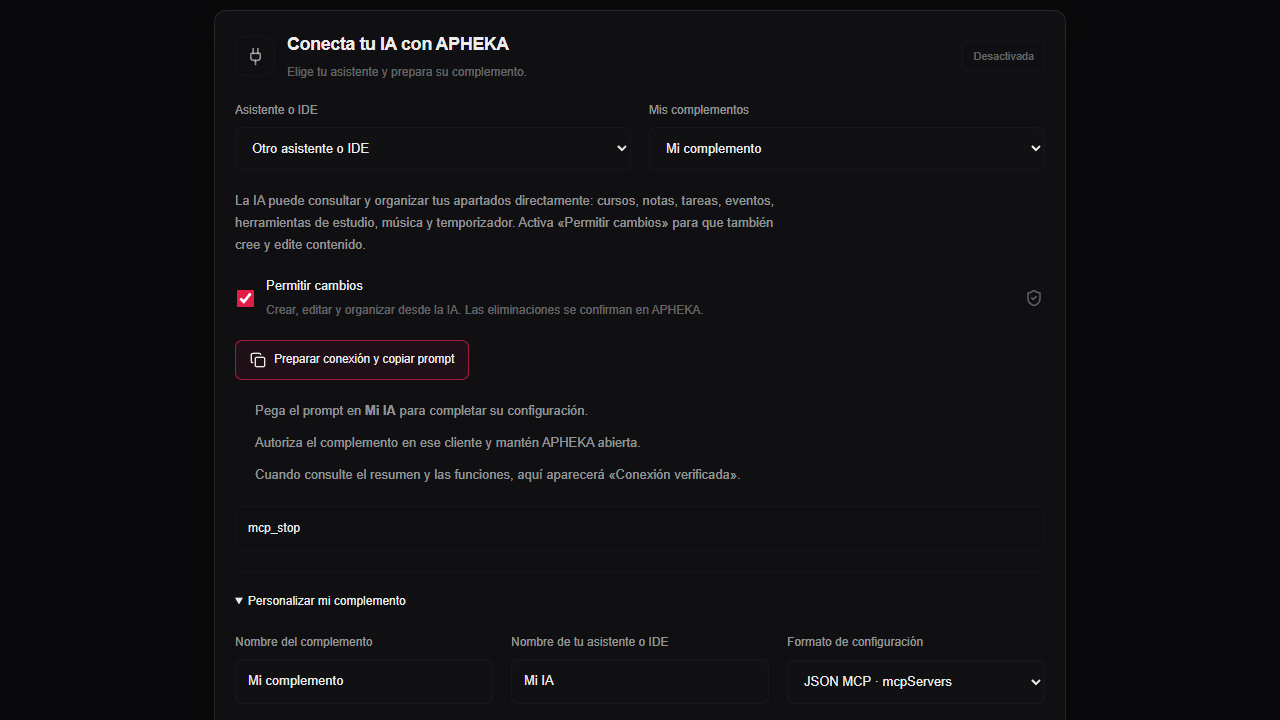 Conecta tu IA con APHEKA
Elige tu asistente y prepara su complemento.
Desactivada
Asistente o IDE
Mis complementos
Otro asistente o IDE
Mi complemento
La IA puede consultar y organizar tus apartados directamente: cursos, notas, tareas, eventos,
herramientas de estudio, música y temporizador. Activa «Permitir cambios» para que también
cree y edite contenido.
Permitir cambios
Crear, editar y organizar desde la IA. Las eliminaciones se confirman en APHEKA.
Preparar conexión y copiar prompt
Pega el prompt en Mi IA para completar su configuración.
Autoriza el complemento en ese cliente y mantén APHEKA abierta.
Cuando consulte el resumen y las funciones, aquí aparecerá «Conexión verificada».
mcp_stop
Personalizar mi complemento
Nombre del complemento
Nombre de tu asistente o IDE
Formato de configuración
Mi complemento
Mi IA
JSON MCP · mcpServers